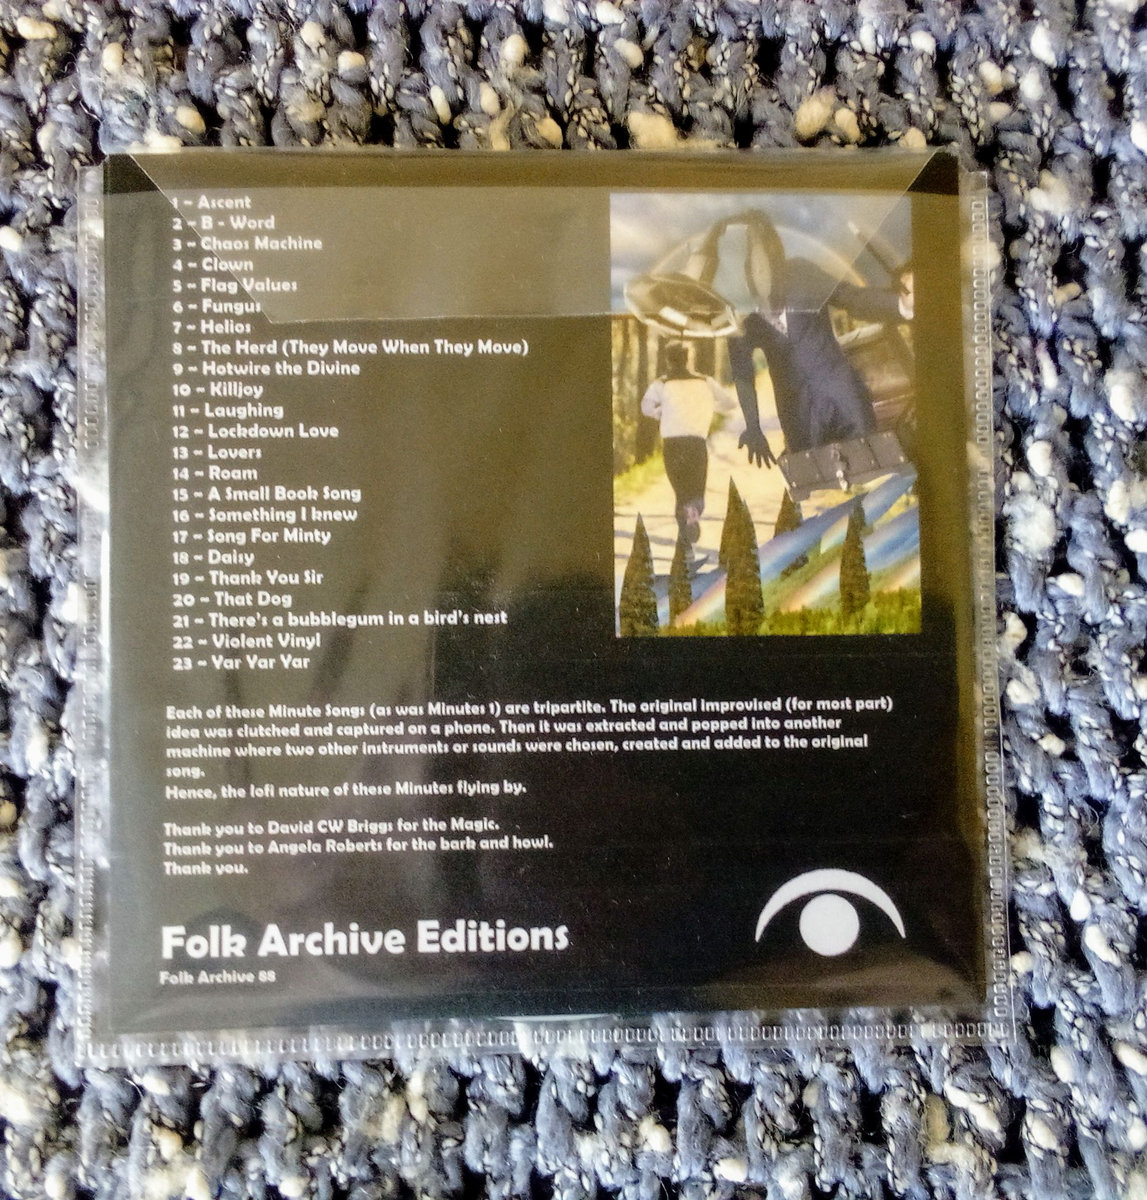 1 ~ Ascent
2 ~ B - Word
3 ~ Chaos Machine
4 ~ Clown
5 ~ Flag Values
6 ~ Fungus
7 ~ Helios
8 ~ The Herd (They Move When They Move)
9 ~ Hotwire the Divine
10 ~ Killjoy
11 ~ Laughing
12 ~ Lockdown Love
13 ~ Lovers
14 ~ Roam
15 ~ A Small Book Song
16 ~ Something I knew
17 ~ Song For Minty
18 ~ Daisy
19 ~ Thank You Sir
20 ~ That Dog
21 ~ There's a bubblegum in a bird's nest
22 ~ Violent Vinyl
23 ~ Yar Yar Yar
Each of these Minute Songs (as was Minutes 1) are tripartite. The original improvised (for most part)
idea was clutched and captured on a phone. Then it was extracted and popped into another
machine where two other instruments or sounds were chosen, created and added to the original
song.
Hence, the lofi nature of these Minutes flying by.
Thank you to David CW Briggs for the Magic.
Thank you to Angela Roberts for the bark and howl.
Thank you.
Folk Archive Editions
Folk Archive 88